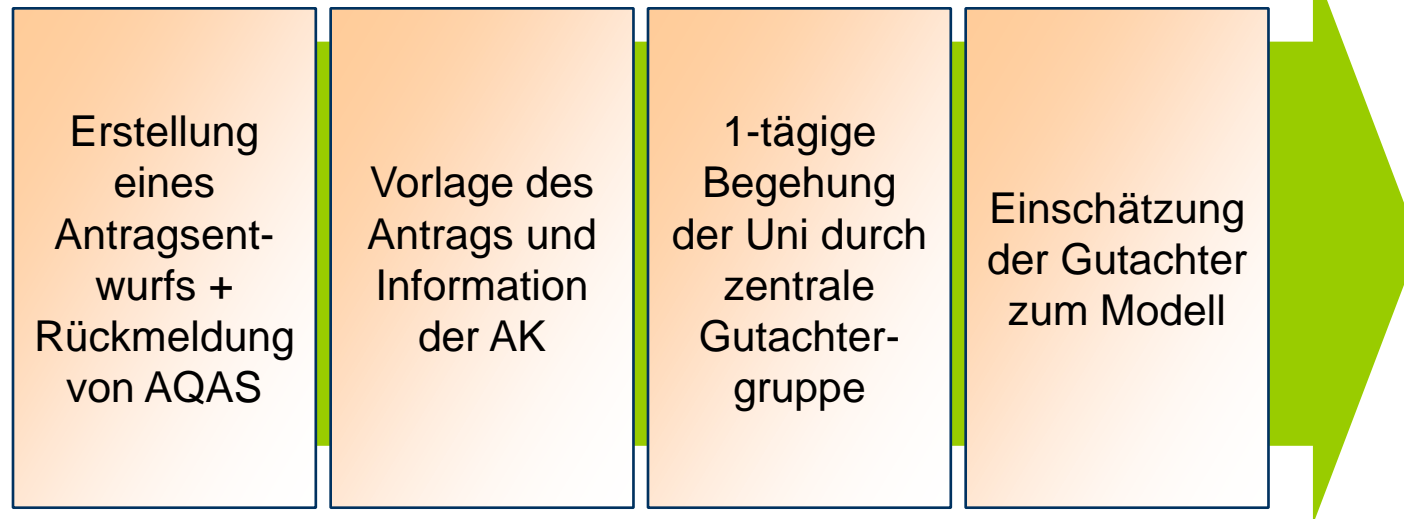 Erstellung
eines
Antragsent-
wurfs +
Rückmeldung
von AQAS
Vorlage des
Antrags und
Information
der AK
1-tägige
Begehung
der Uni durch
zentrale
Gutachter-
gruppe
Einschätzung
der Gutachter
zum Modell